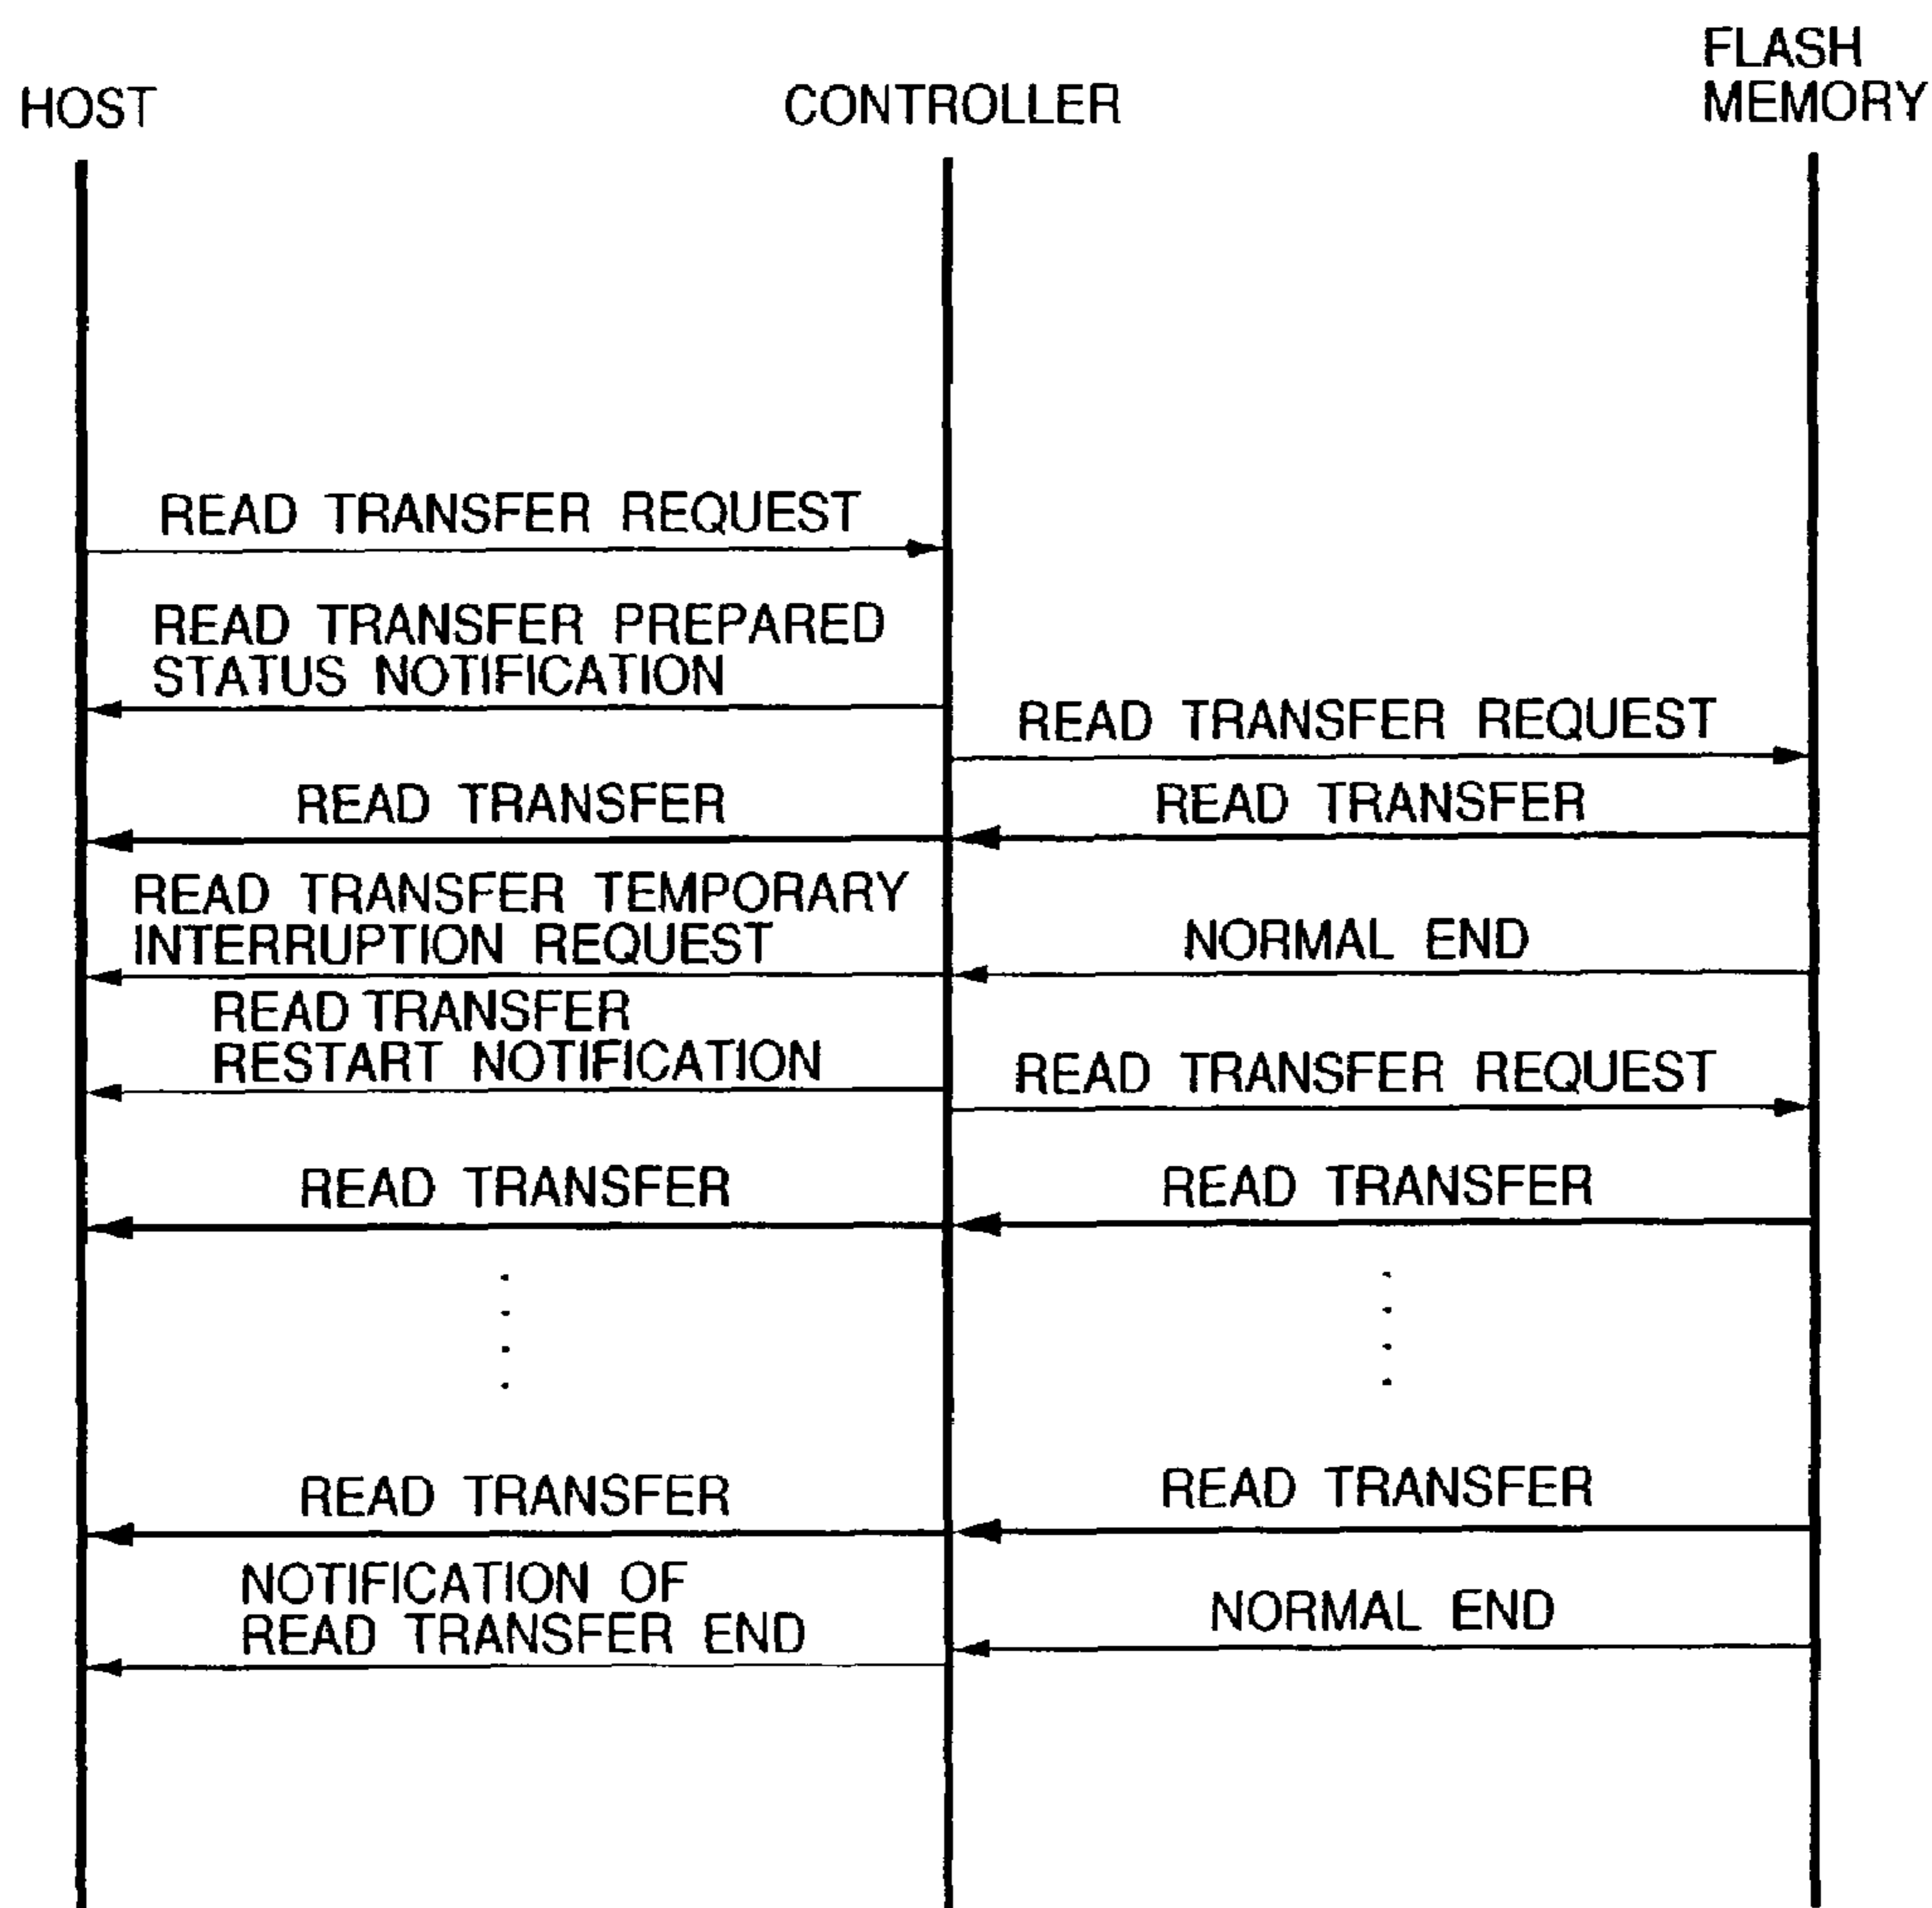 FLASH
MEMORY
HOST
CONTROLLER
READ TRANSFER REQUEST
READ TRANSFER PREPARED
STATUS NOTIFICATION
READ TRANSFER REQUEST
READ TRANSFER
READ TRANSFER
READ TRANSFER TEMPORARY
INTERRUPTION REQUEST
NORMAL END
READ TRANSFER
RESTART NOTIFICATION
READ TRANSFER REQUEST
READ TRANSFER
READ TRANSFER
READ TRANSFER
READ TRANSFER
NOTIFICATION OF
READ TRANSFER END
NORMAL END